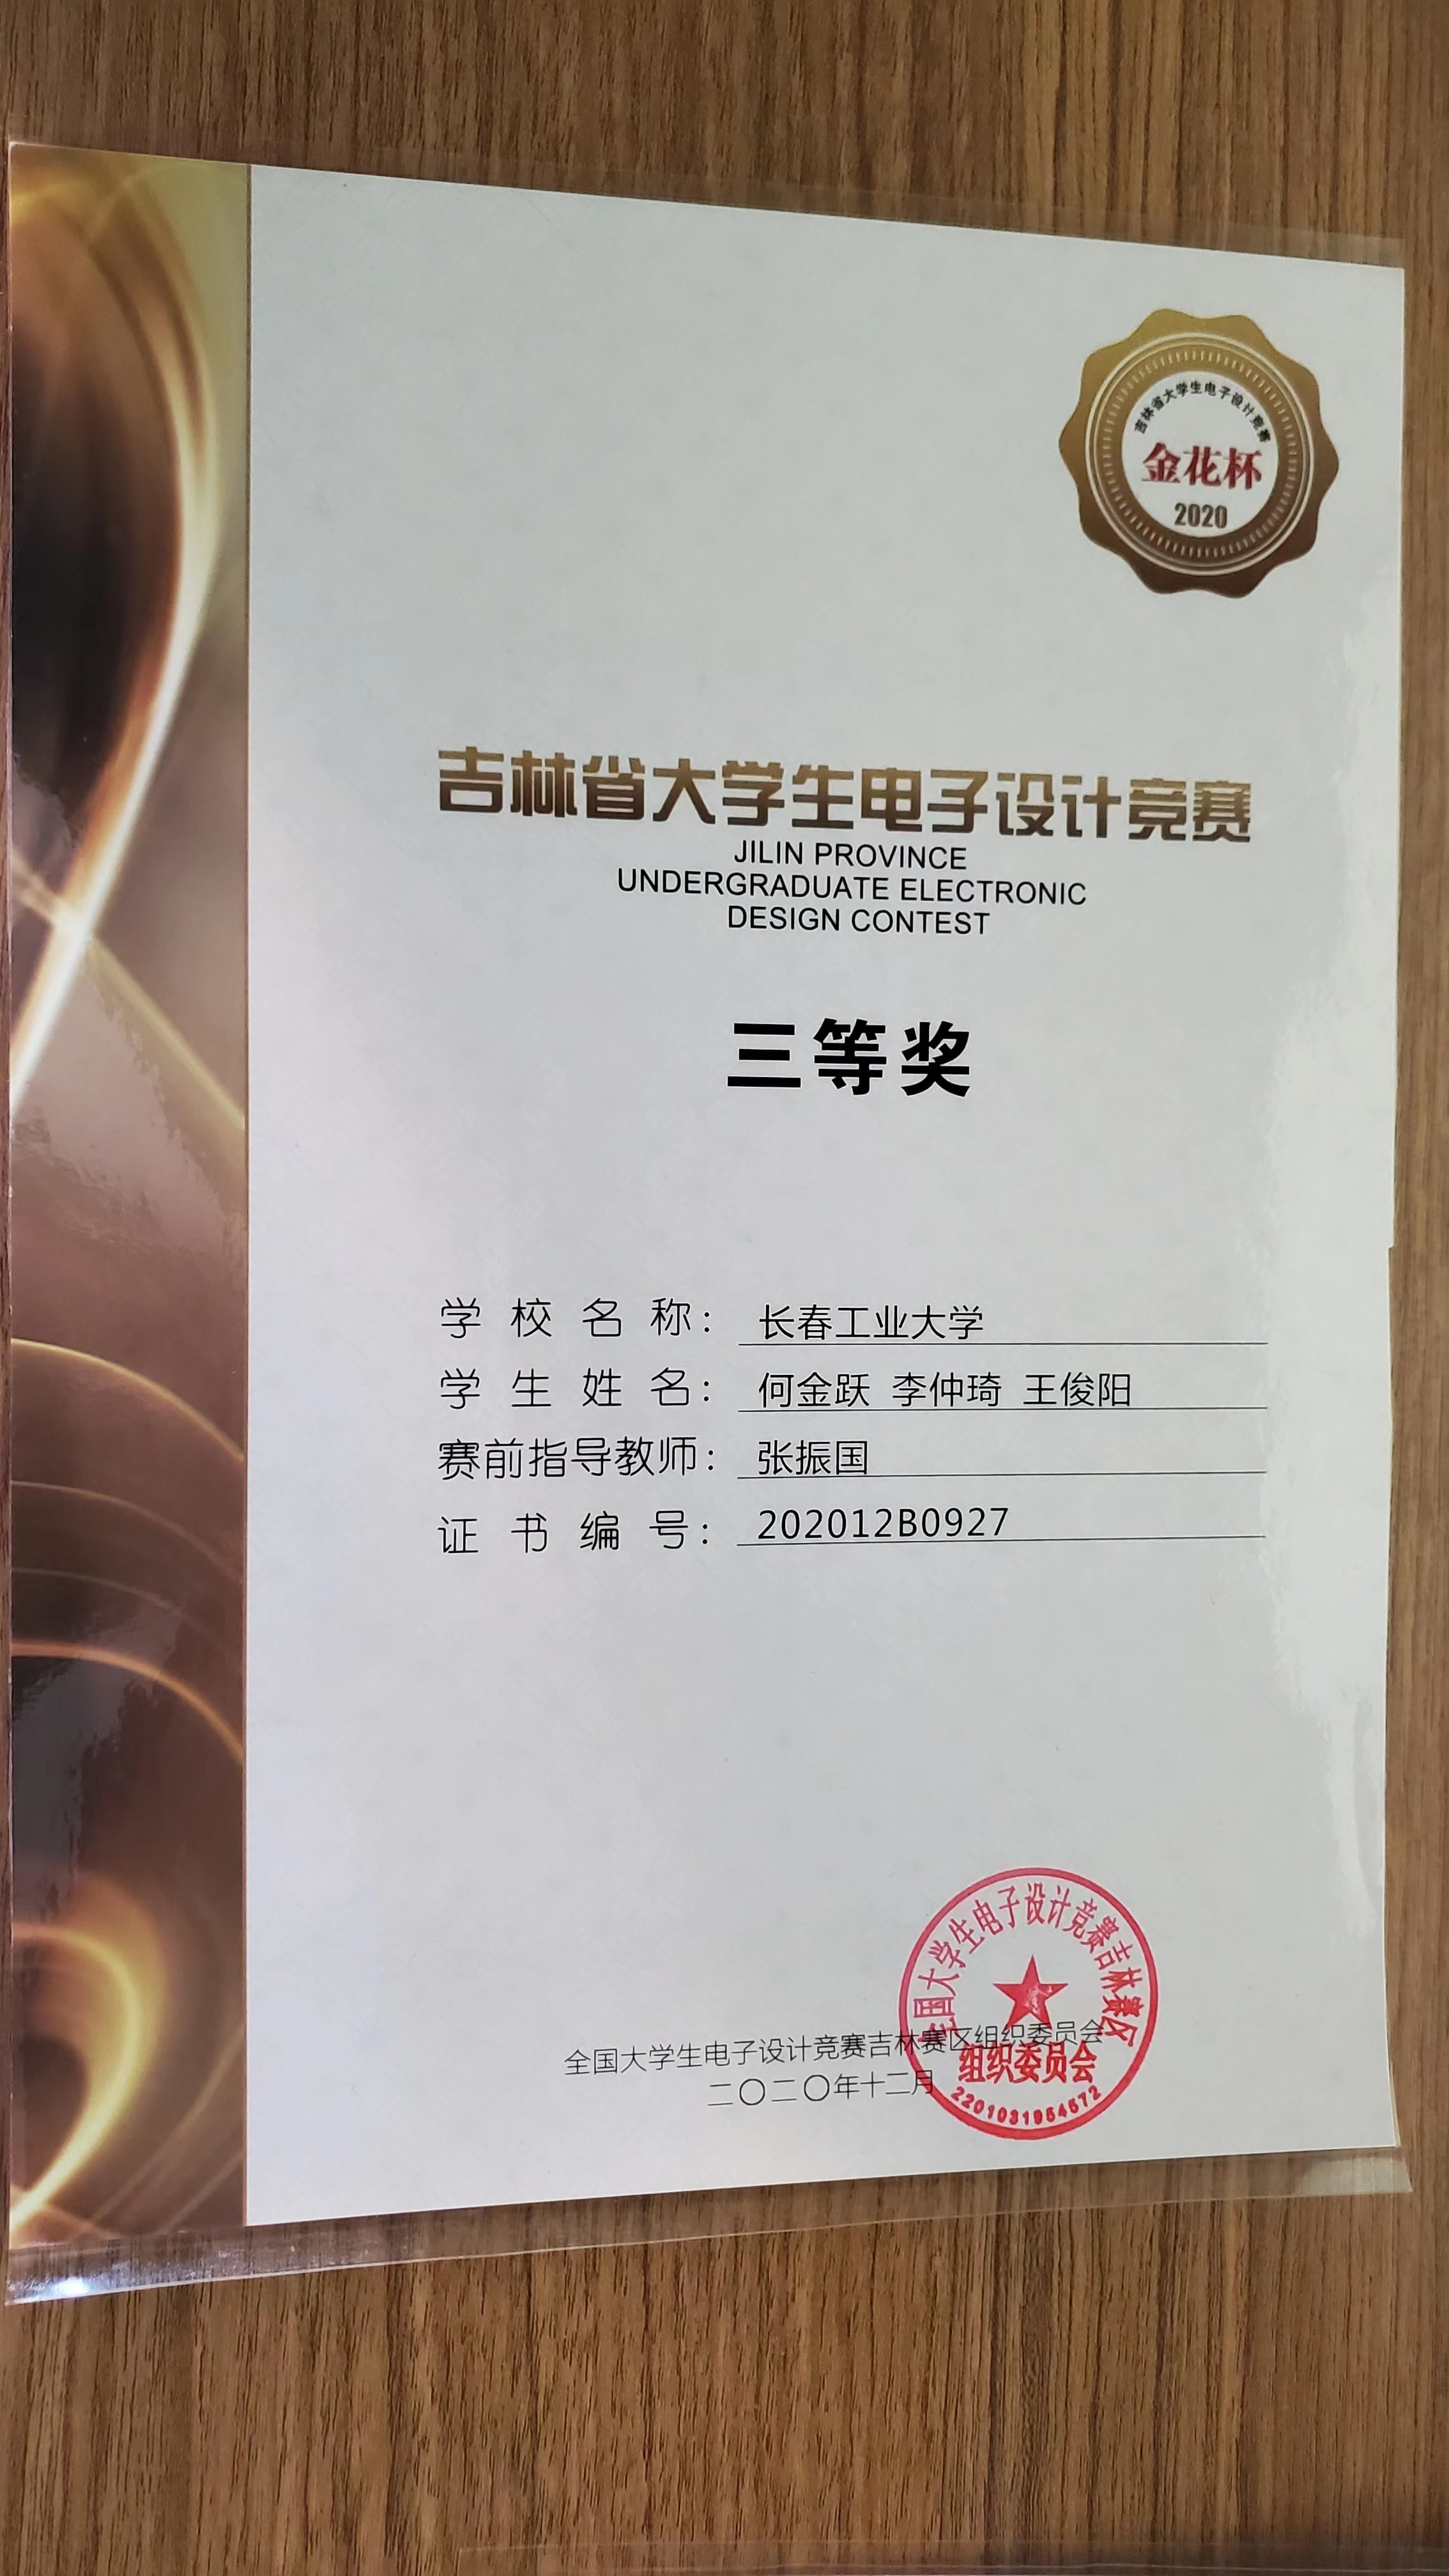 吉林省大学生电子设计竞赛
金花杯
2020
吉林省大学生电子设计竞赛
JILIN PROVINCE
UNDERGRADUATE ELECTRONIC
DESIGN CONTEST
三等奖
学校名称： 长春工业大学
学生姓名： 何金跃 李仲琦 王俊阳
赛前指导教师： 张振国
证书编号： 202012B0927
全国大学生电子设计竞赛吉林赛区组织委员会
二〇二〇年十二月
全国大学生电子设计竞赛吉林赛区
组织委员会
2201031954572